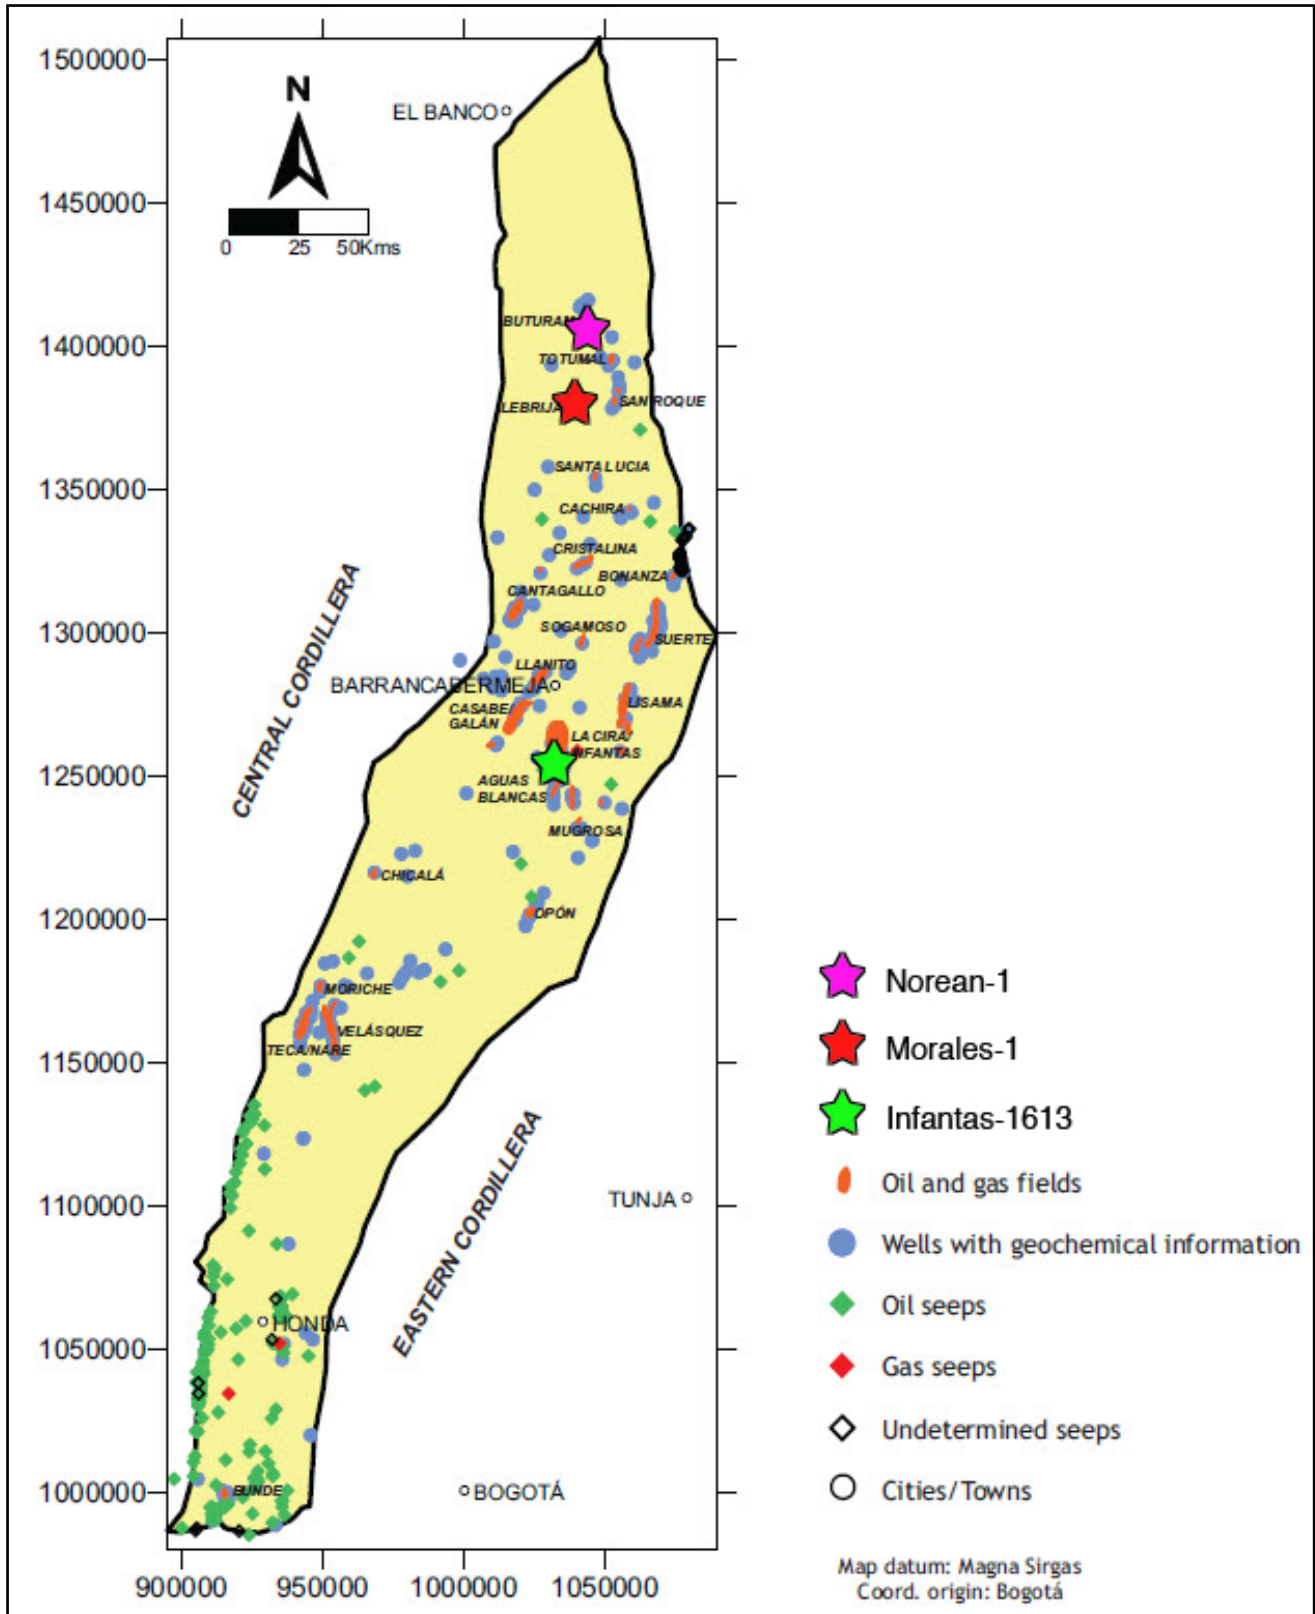 1500000
1450000
1400000
1350000
1300000
1250000
1200000
1150000
1100000
1050000
1000000
900000 950000 1000000 1050000
N
0 25 50Kms
EL BANCO
TOTUMAL
LEBRIJA
SAN ROQUE
SANTA LUCIA
CACHIRA
CRISTALINA
BONANZA
CANTAGALLO
SOGAMOSO
SUERTE
LLANITO
BARRANCABERMEJA
LISAMA
CASABE/
GALÁN
LA CIRA/
INFANTAS
AGUAS
BLANCAS
MUGROSA
CHICALÁ
OPÓN
MORICHE
VELÁSQUEZ
TECA/NARE
CENTRAL CORDILLERA
EASTERN CORDILLERA
TUNJA
HONDA
BUNDE
BOGOTÁ
Norean-1
Morales-1
Infantas-1613
Oil and gas fields
Wells with geochemical information
Oil seeps
Gas seeps
Undetermined seeps
Cities/Towns
Map datum: Magna Sirgas
Coord. origin: Bogotá